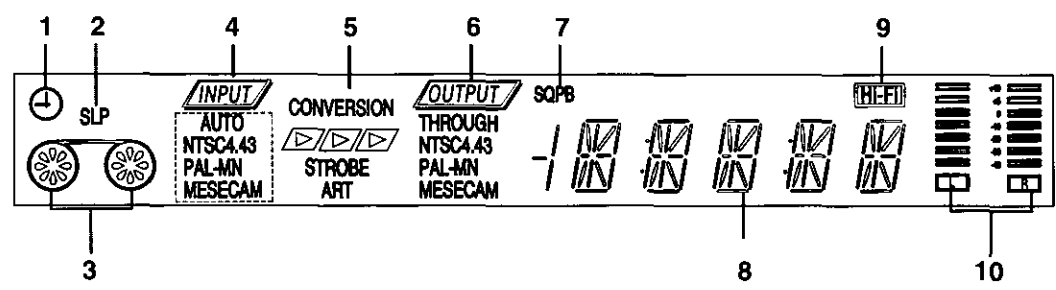 1 2 4 5 6 7 9
INPUT OUTPUT SQPB HI-FI
SLP AUTO CONVERSION THROUGH
NTSC4.43 NTSC4.43
PAL-MN STROBE PAL-MN
MESECAM ART MESECAM
R
3 8 10